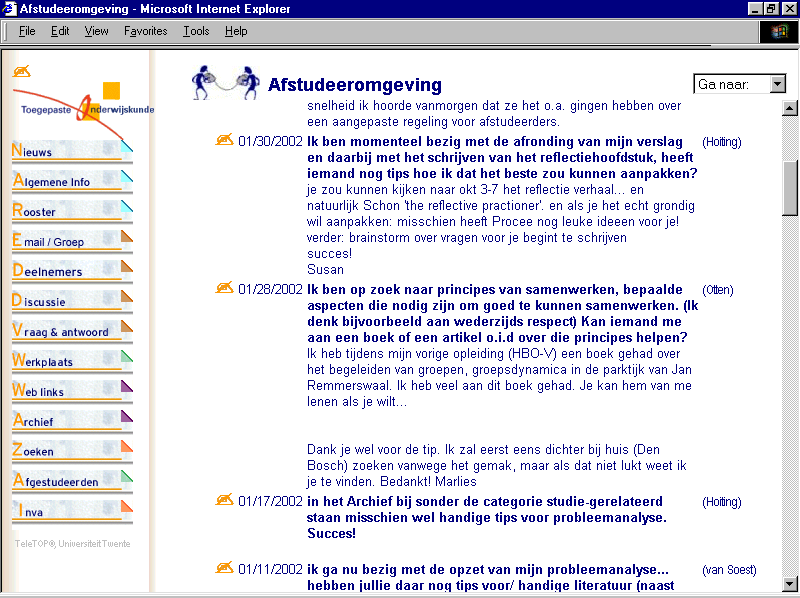 Afstudeeromgeving - Microsoft Internet Explorer
File Edit View Favorites Tools Help
Toegepaste Onderwijskunde
Afstudeeromgeving
Ga naar:
Nieuws
Algemene Info
Rooster
Email / Groep
Deelnemers
Discussie
Vraag & antwoord
Werkplaats
Web links
Archief
Zoeken
Afgestudeerden
Inva
TeleTOP®, Universiteit Twente
snelheid ik hoorde vanmorgen dat ze het o.a. gingen hebben over
een aangepaste regeling voor afstudeerders.
01/30/2002 Ik ben momenteel bezig met de afronding van mijn verslag (Hoiting)
en daarbij met het schrijven van het reflectiehoofdstuk, heeft
iemand nog tips hoe ik dat het beste zou kunnen aanpakken?
je zou kunnen kijken naar okt 3-7 het reflectie verhaal... en
natuurlijk Schon 'the reflective practioner'. en als je het echt grondig
wil aanpakken: misschien heeft Procee nog leuke ideeen voor je!
verder: brainstorm over vragen voor je begint te schrijven
succes!
Susan
01/28/2002 Ik ben op zoek naar principes van samenwerken, bepaalde (Otten)
aspecten die nodig zijn om goed te kunnen samenwerken. (Ik
denk bijvoorbeeld aan wederzijds respect) Kan iemand me
aan een boek of een artikel o.i.d over die principes helpen?
Ik heb tijdens mijn vorige opleiding (HBO-V) een boek gehad over
het begeleiden van groepen, groepsdynamica in de parktijk van Jan
Remmerswaal. Ik heb veel aan dit boek gehad. Je kan hem van me
lenen als je wilt...
Dank je wel voor de tip. Ik zal eerst eens dichter bij huis (Den
Bosch) zoeken vanwege het gemak, maar als dat niet lukt weet ik
je te vinden. Bedankt! Marlies
01/17/2002 in het Archief bij sonder de categorie studie-gerelateerd (Hoiting)
staan misschien wel handige tips voor probleemanalyse.
Succes!
01/11/2002 ik ga nu bezig met de opzet van mijn probleemanalyse... (van Soest)
hebben jullie daar nog tips voor/ handige literatuur (naast